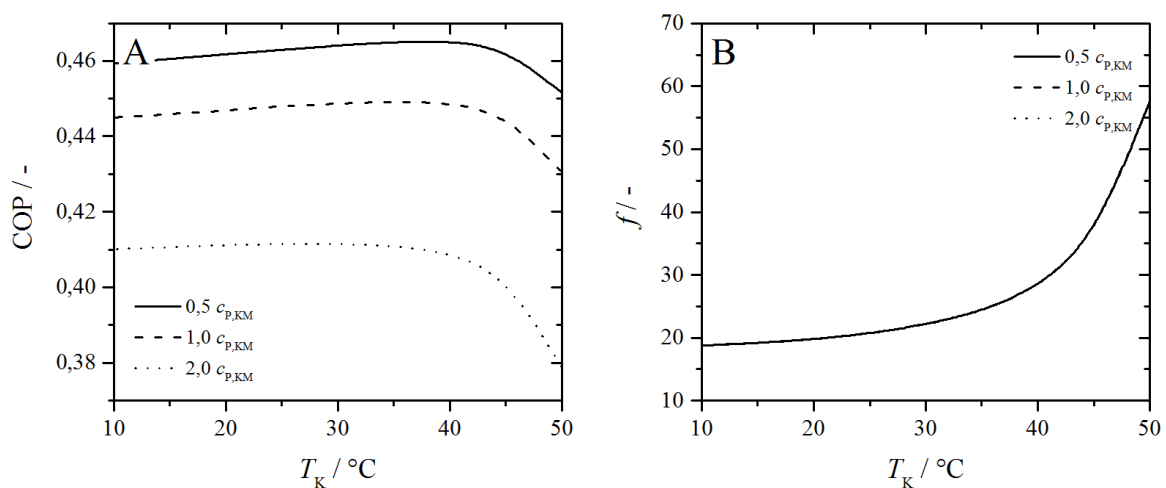 A
COP / -
0,46
0,44
0,42
0,40
0,38
0,5 cP,KM
1,0 cP,KM
2,0 cP,KM
10 20 30 40 50
TK / °C
B
f / -
70
60
50
40
30
20
10
0,5 cP,KM
1,0 cP,KM
2,0 cP,KM
10 20 30 40 50
TK / °C